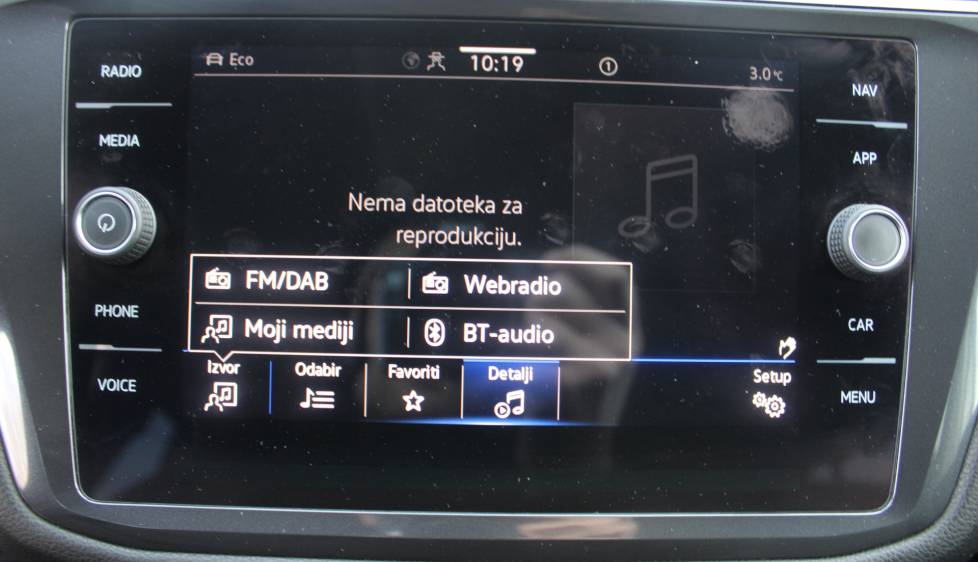 RADIO
MEDIA
PHONE
VOICE
Eco
10:19
1
3.0°C
Nema datoteka za
reprodukciju.
FM/DAB
Webradio
Moji mediji
BT-audio
Izvor
Odabir
Favoriti
Detalji
Setup
NAV
APP
CAR
MENU